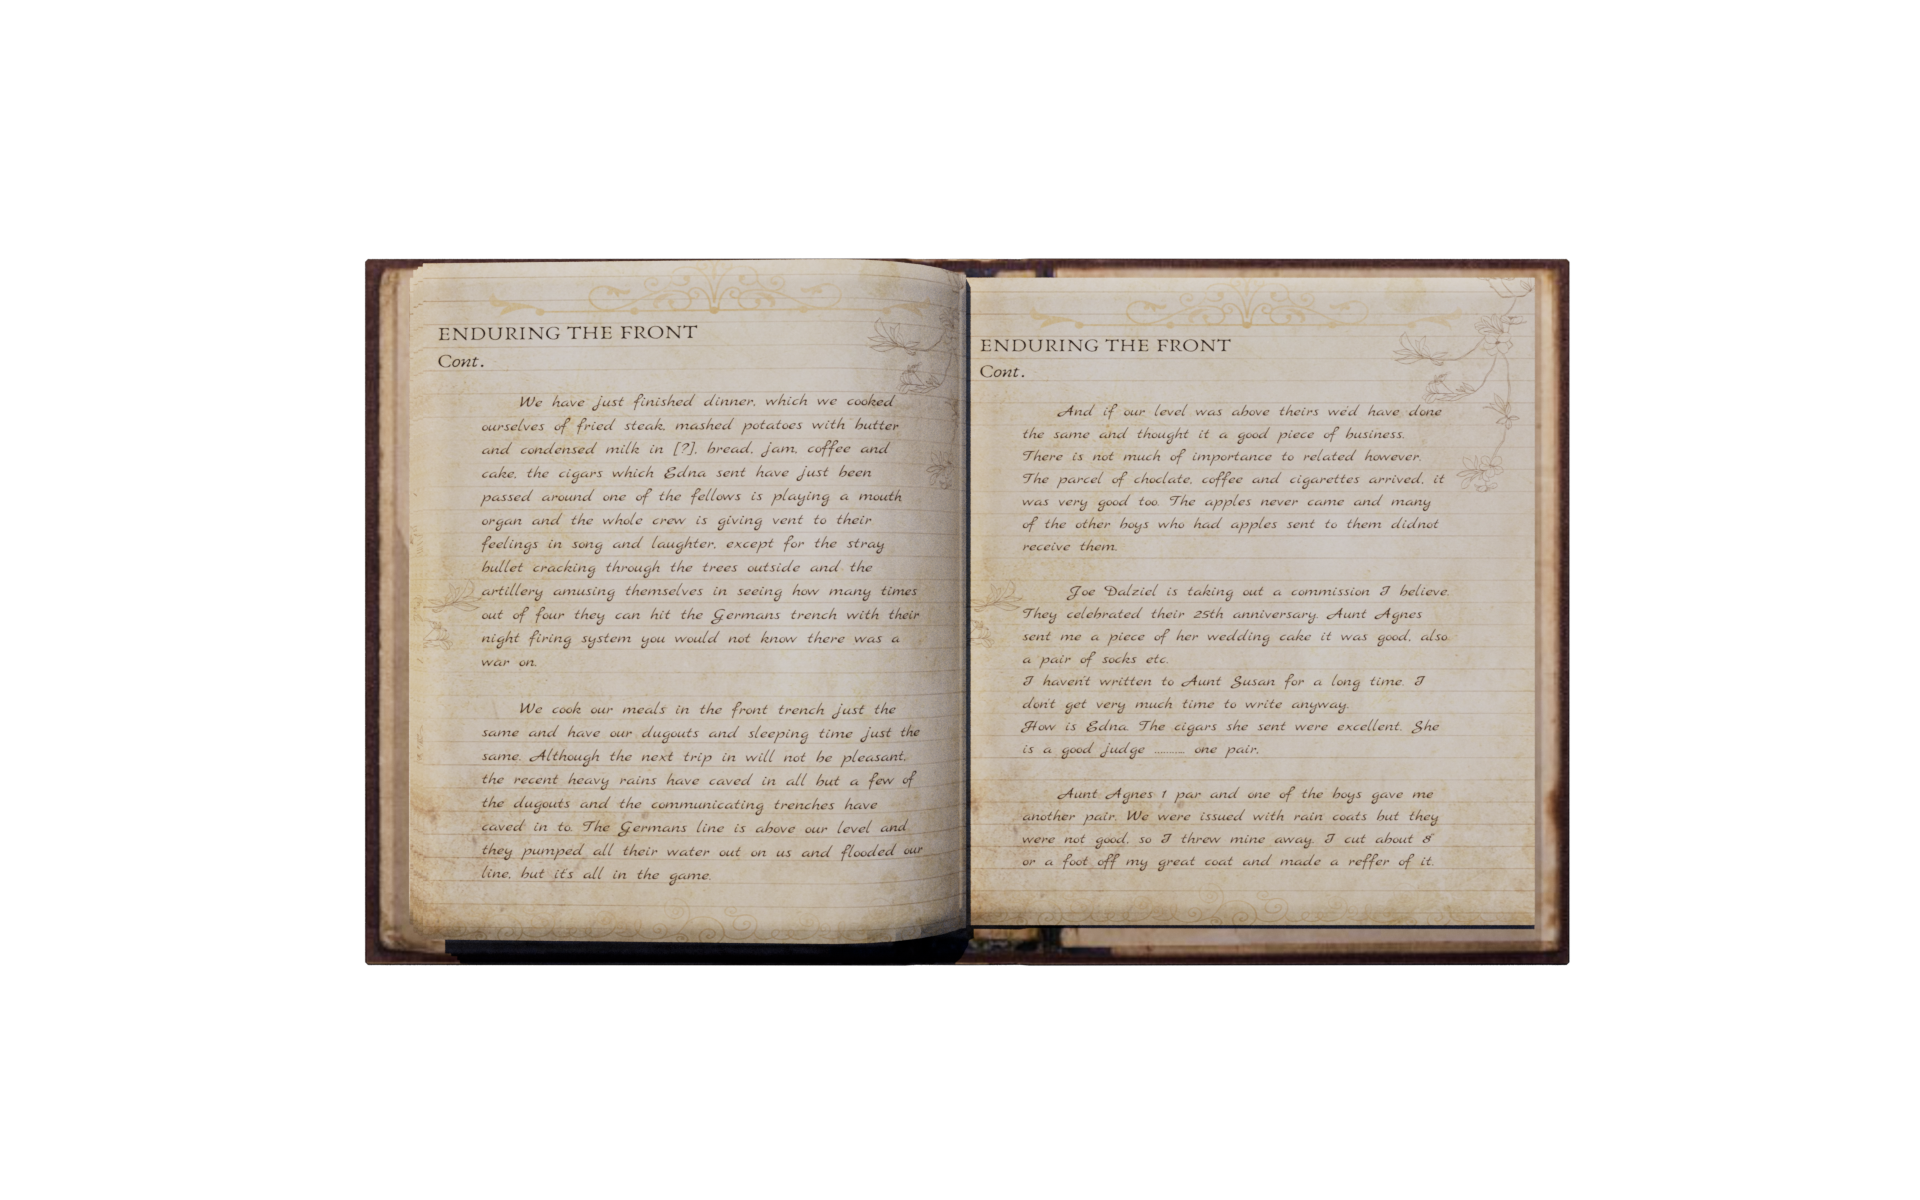 ENDURING THE FRONT
Cont.
We have just finished dinner, which we cooked
ourselves of fried steak, mashed potatoes with butter
and condensed milk in [?], bread, jam, coffee and
cake, the cigars which Edna sent have just been
passed around one of the fellows is playing a mouth
organ and the whole crew is giving vent to their
feelings in song and laughter, except for the stray
bullet cracking through the trees outside and the
artillery amusing themselves in seeing how many times
out of four they can hit the Germans trench with their
night firing system you would not know there was a
war on.
We cook our meals in the front trench just the
same and have our dugouts and sleeping time just the
same. Although the next trip in will not be pleasant,
the recent heavy rains have caved in all but a few of
the dugouts and the communicating trenches have
caved in to. The Germans line is above our level and
they pumped all their water out on us and flooded our
line, but it's all in the game.
ENDURING THE FRONT
Cont.
And if our level was above theirs we'd have done
the same and thought it a good piece of business.
There is not much of importance to related however.
The parcel of choclate, coffee and cigarettes arrived, it
was very good too. The apples never came and many
of the other boys who had apples sent to them didnot
receive them.
Joe Dalziel is taking out a commission I believe.
They celebrated their 25th anniversary. Aunt Agnes
sent me a piece of her wedding cake it was good, also
a pair of socks etc.
I haven't written to Aunt Susan for a long time. I
don't get very much time to write anyway.
How is Edna. The cigars she sent were excellent. She
is a good judge ........... one pair,
Aunt Agnes 1 par and one of the boys gave me
another pair. We were issued with rain coats but they
were not good, so I threw mine away. I cut about 8"
or a foot off my great coat and made a reffer of it.